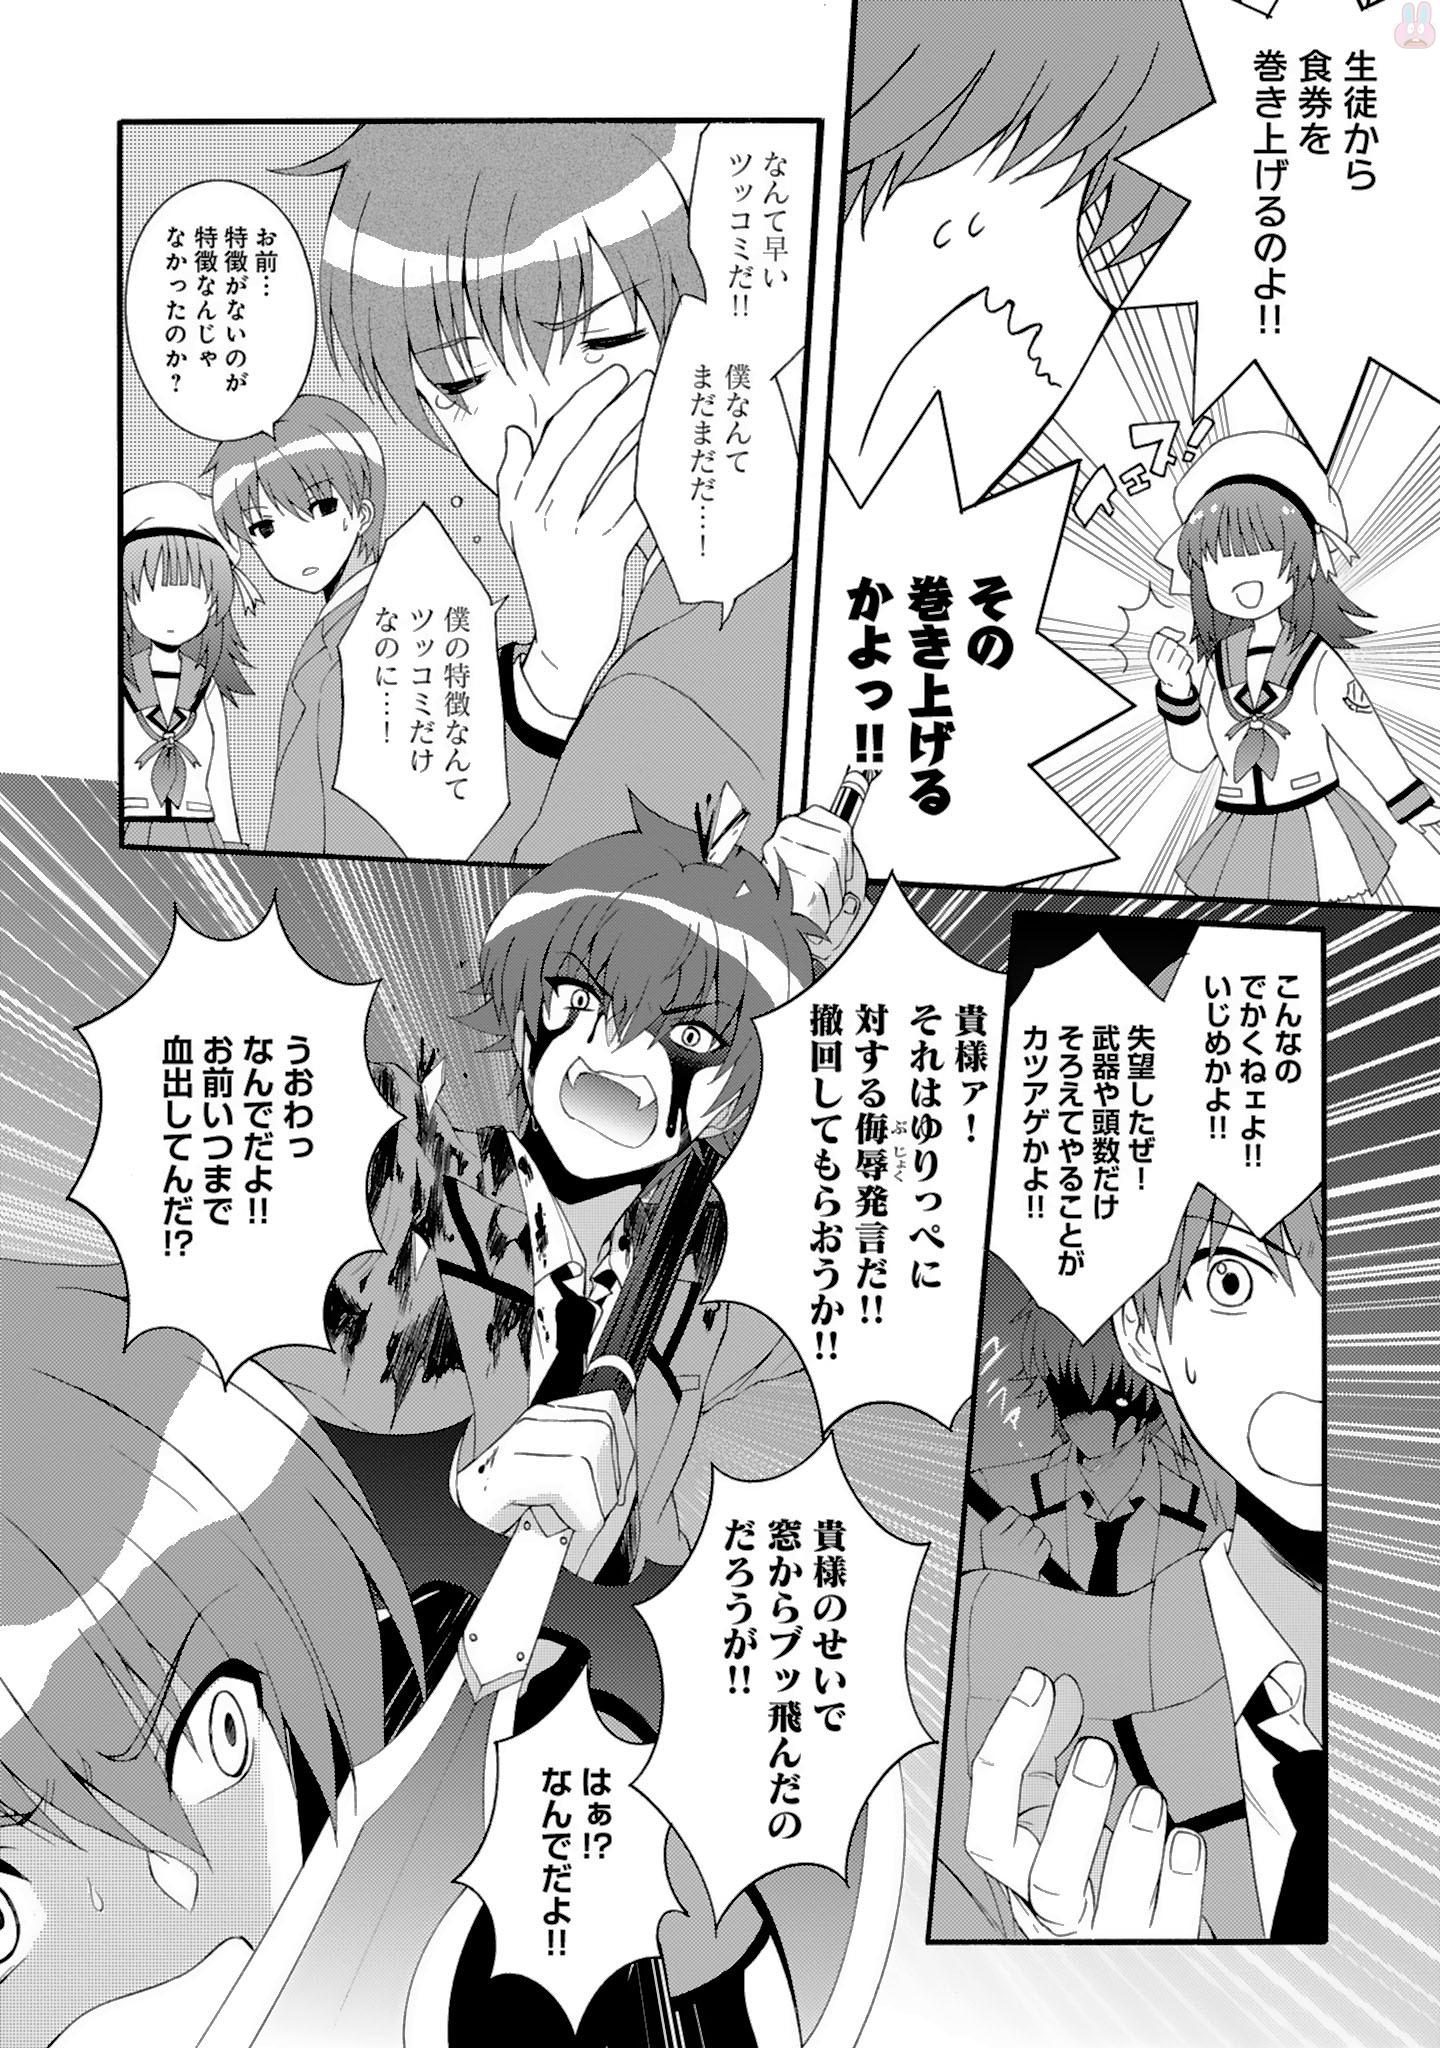 生徒から
食券を
巻き上げるのよ!!
イェス!
その
巻き上げる
かよっ!!
なんて早い
ツッコミだ!!
僕なんて
まだまだだ…!
僕の特徴なんて
ツッコミだけ
なのに…!
お前…
特徴がないのが
特徴なんじゃ
なかったのか?
こんなの
でかくねェよ!!
いじめかよ!!
失望したぜ!
武器や頭数だけ
そろえてやることが
カツアゲかよ!!
貴様ァ!
それはゆりっぺに
対する侮辱発言だ!!
ぶじょく
撤回してもらおうか!!
うおわっ
なんでだよ!!
お前いつまで
血出してんだ!?
貴様のせいで
窓からブッ飛んだの
だろうが!!
はぁ!?
なんでだよ!!